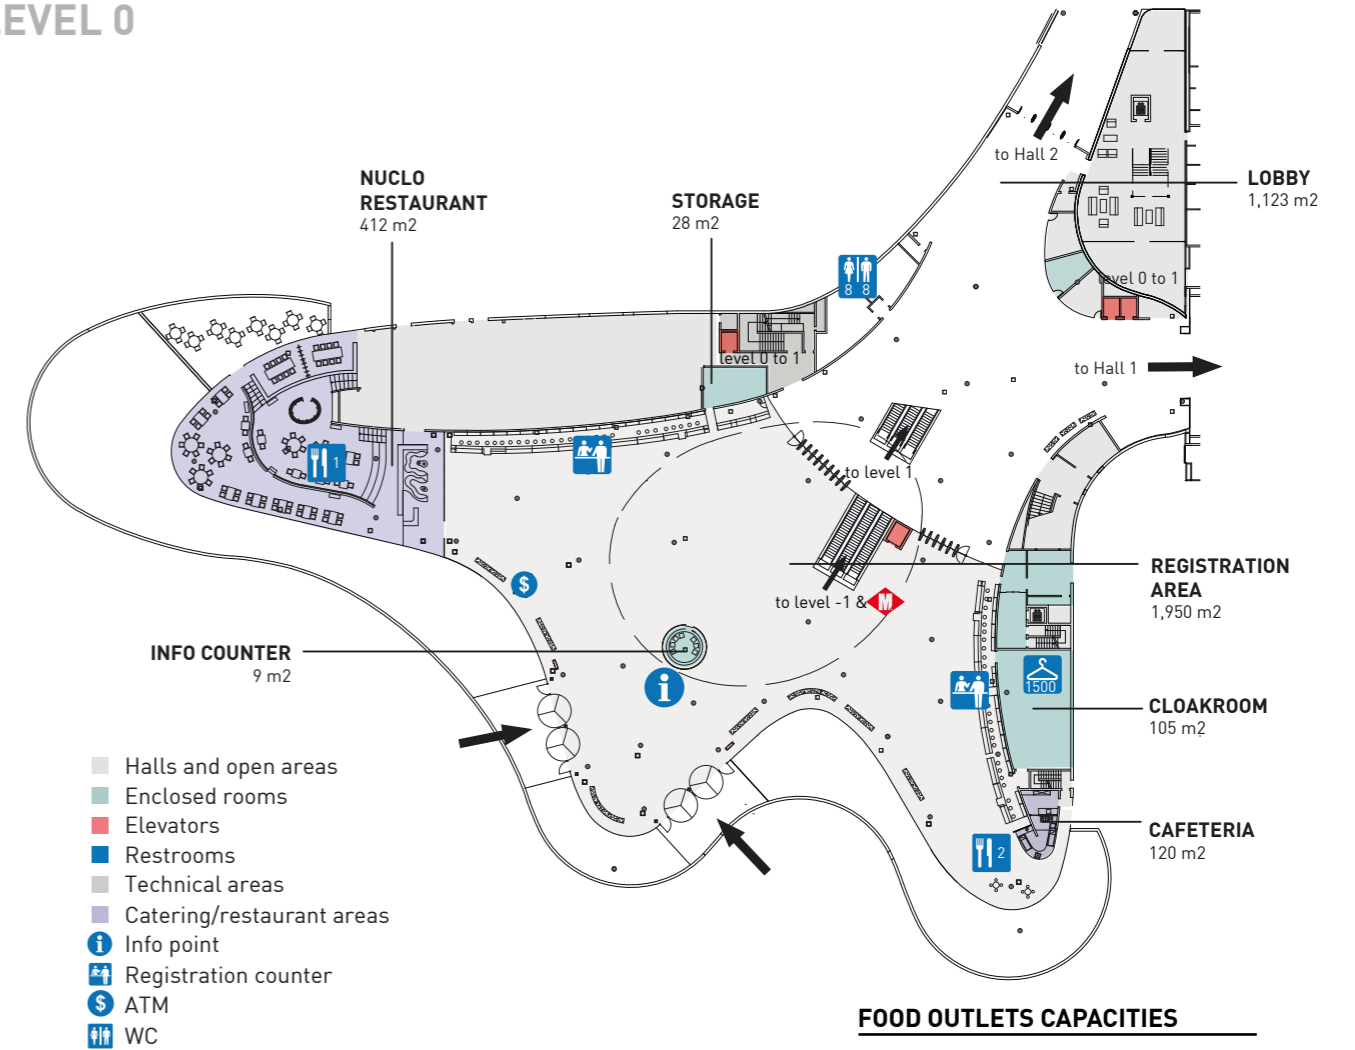 EVEL 0
to Hall 2
NUCLO
RESTAURANT
412 m2
STORAGE
28 m2
LOBBY
1,123 m2
8 8
level 0 to 1
level 0 to 1
to Hall 1
1
to level 1
$
to level -1 & M
REGISTRATION
AREA
1,950 m2
INFO COUNTER
9 m2
i
1500
CLOAKROOM
105 m2
CAFETERIA
120 m2
2
Halls and open areas
Enclosed rooms
Elevators
Restrooms
Technical areas
Catering/restaurant areas
i Info point
Registration counter
$ ATM
WC
FOOD OUTLETS CAPACITIES